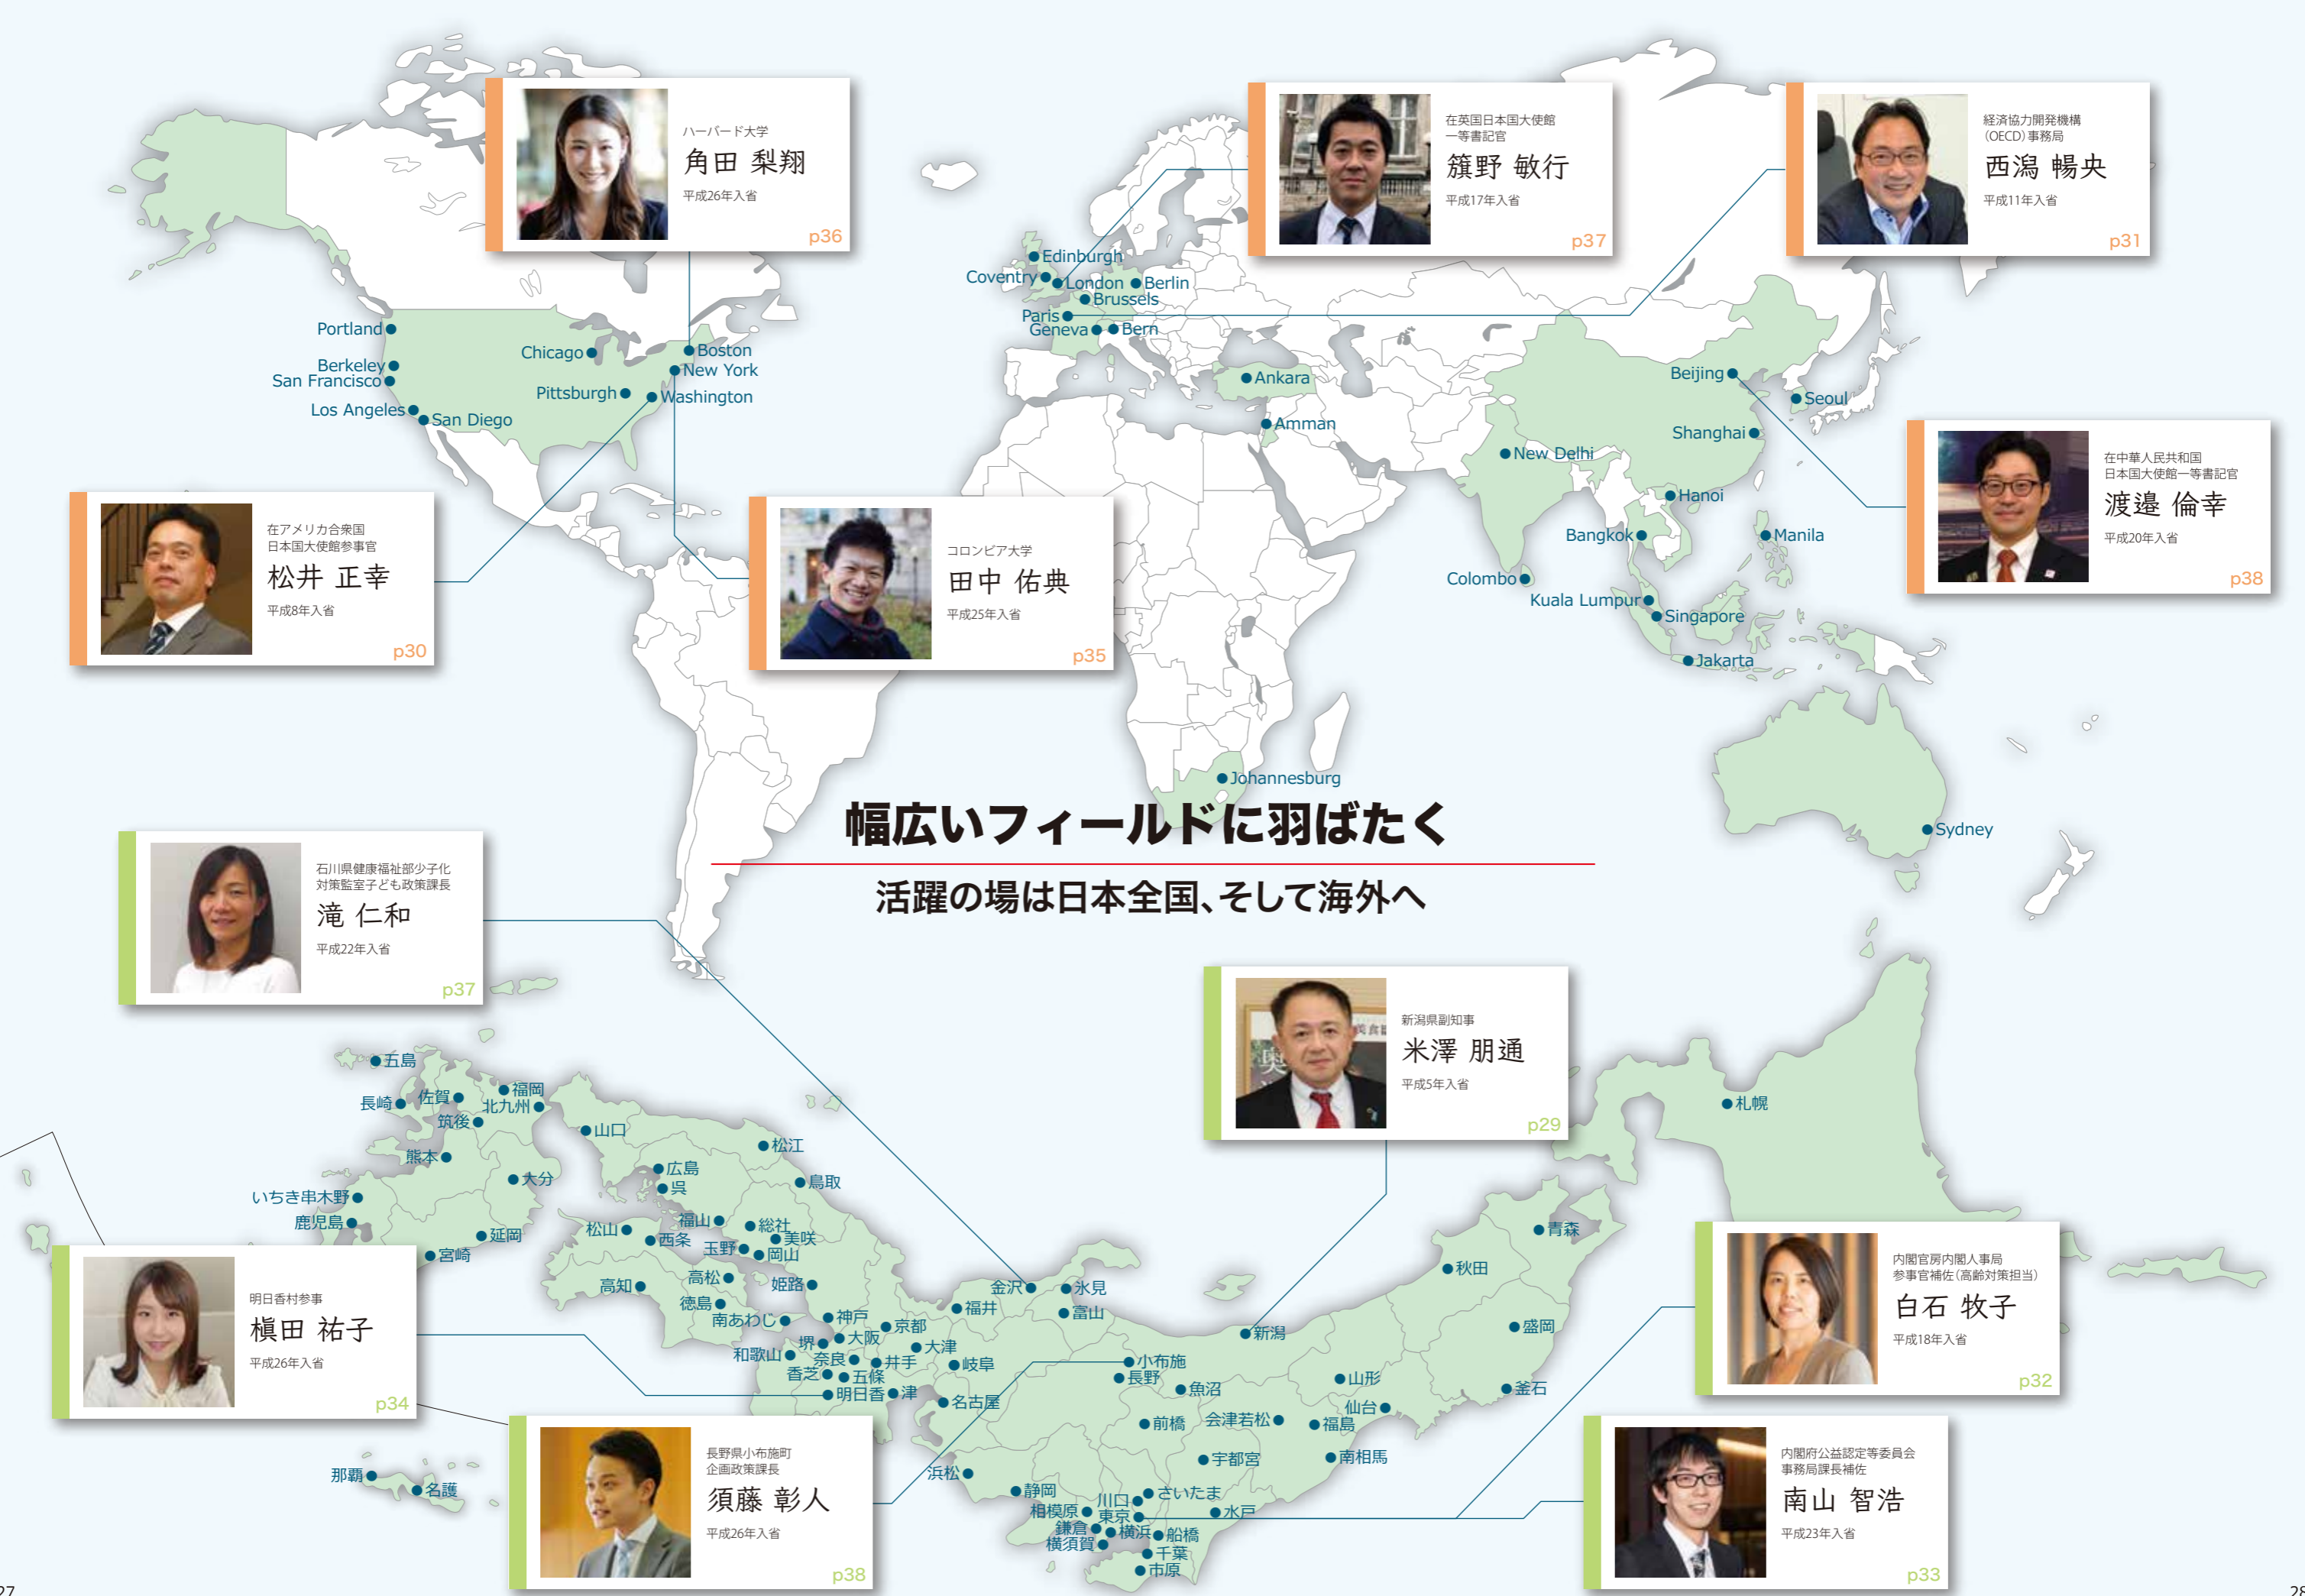 ハーバード大学
角田 梨翔
平成26年入省
p36
在英国日本国大使館
一等書記官
簱野 敏行
平成17年入省
p37
経済協力開発機構
(OECD)事務局
西潟 暢央
平成11年入省
p31
Edinburgh
Coventry
London
Berlin
Brussels
Paris
Geneva
Bern
Portland
Berkeley
San Francisco
Los Angeles
San Diego
Chicago
Pittsburgh
Boston
New York
Washington
Ankara
Amman
Beijing
Seoul
Shanghai
New Delhi
Hanoi
Bangkok
Manila
Colombo
Kuala Lumpur
Singapore
Jakarta
Johannesburg
Sydney
在中華人民共和国
日本国大使館一等書記官
渡邉 倫幸
平成20年入省
p38
在アメリカ合衆国
日本国大使館参事官
松井 正幸
平成8年入省
p30
コロンビア大学
田中 佑典
平成25年入省
p35
幅広いフィールドに羽ばたく
活躍の場は日本全国、そして海外へ
石川県健康福祉部少子化
対策監室子ども政策課長
滝 仁和
平成22年入省
p37
新潟県副知事
米澤 朋通
平成5年入省
p29
五島
長崎
佐賀
福岡
北九州
筑後
熊本
大分
いちき串木野
鹿児島
延岡
宮崎
山口
松江
広島
呉
鳥取
福山
総社
美咲
玉野
岡山
松山
西条
高松
高知
徳島
姫路
南あわじ
神戸
京都
堺
大阪
大津
和歌山
奈良
井手
香芝
五條
明日香
津
岐阜
名古屋
金沢
氷見
福井
富山
新潟
小布施
長野
魚沼
前橋
会津若松
宇都宮
山形
仙台
福島
南相馬
秋田
青森
盛岡
釜石
札幌
浜松
静岡
川口
さいたま
相模原
東京
水戸
鎌倉
横浜
船橋
横須賀
千葉
市原
那覇
名護
明日香村参事
槇田 祐子
平成26年入省
p34
長野県小布施町
企画政策課長
須藤 彰人
平成26年入省
p38
内閣官房内閣人事局
参事官補佐(高齢対策担当)
白石 牧子
平成18年入省
p32
内閣府公益認定等委員会
事務局課長補佐
南山 智浩
平成23年入省
p33
27
28